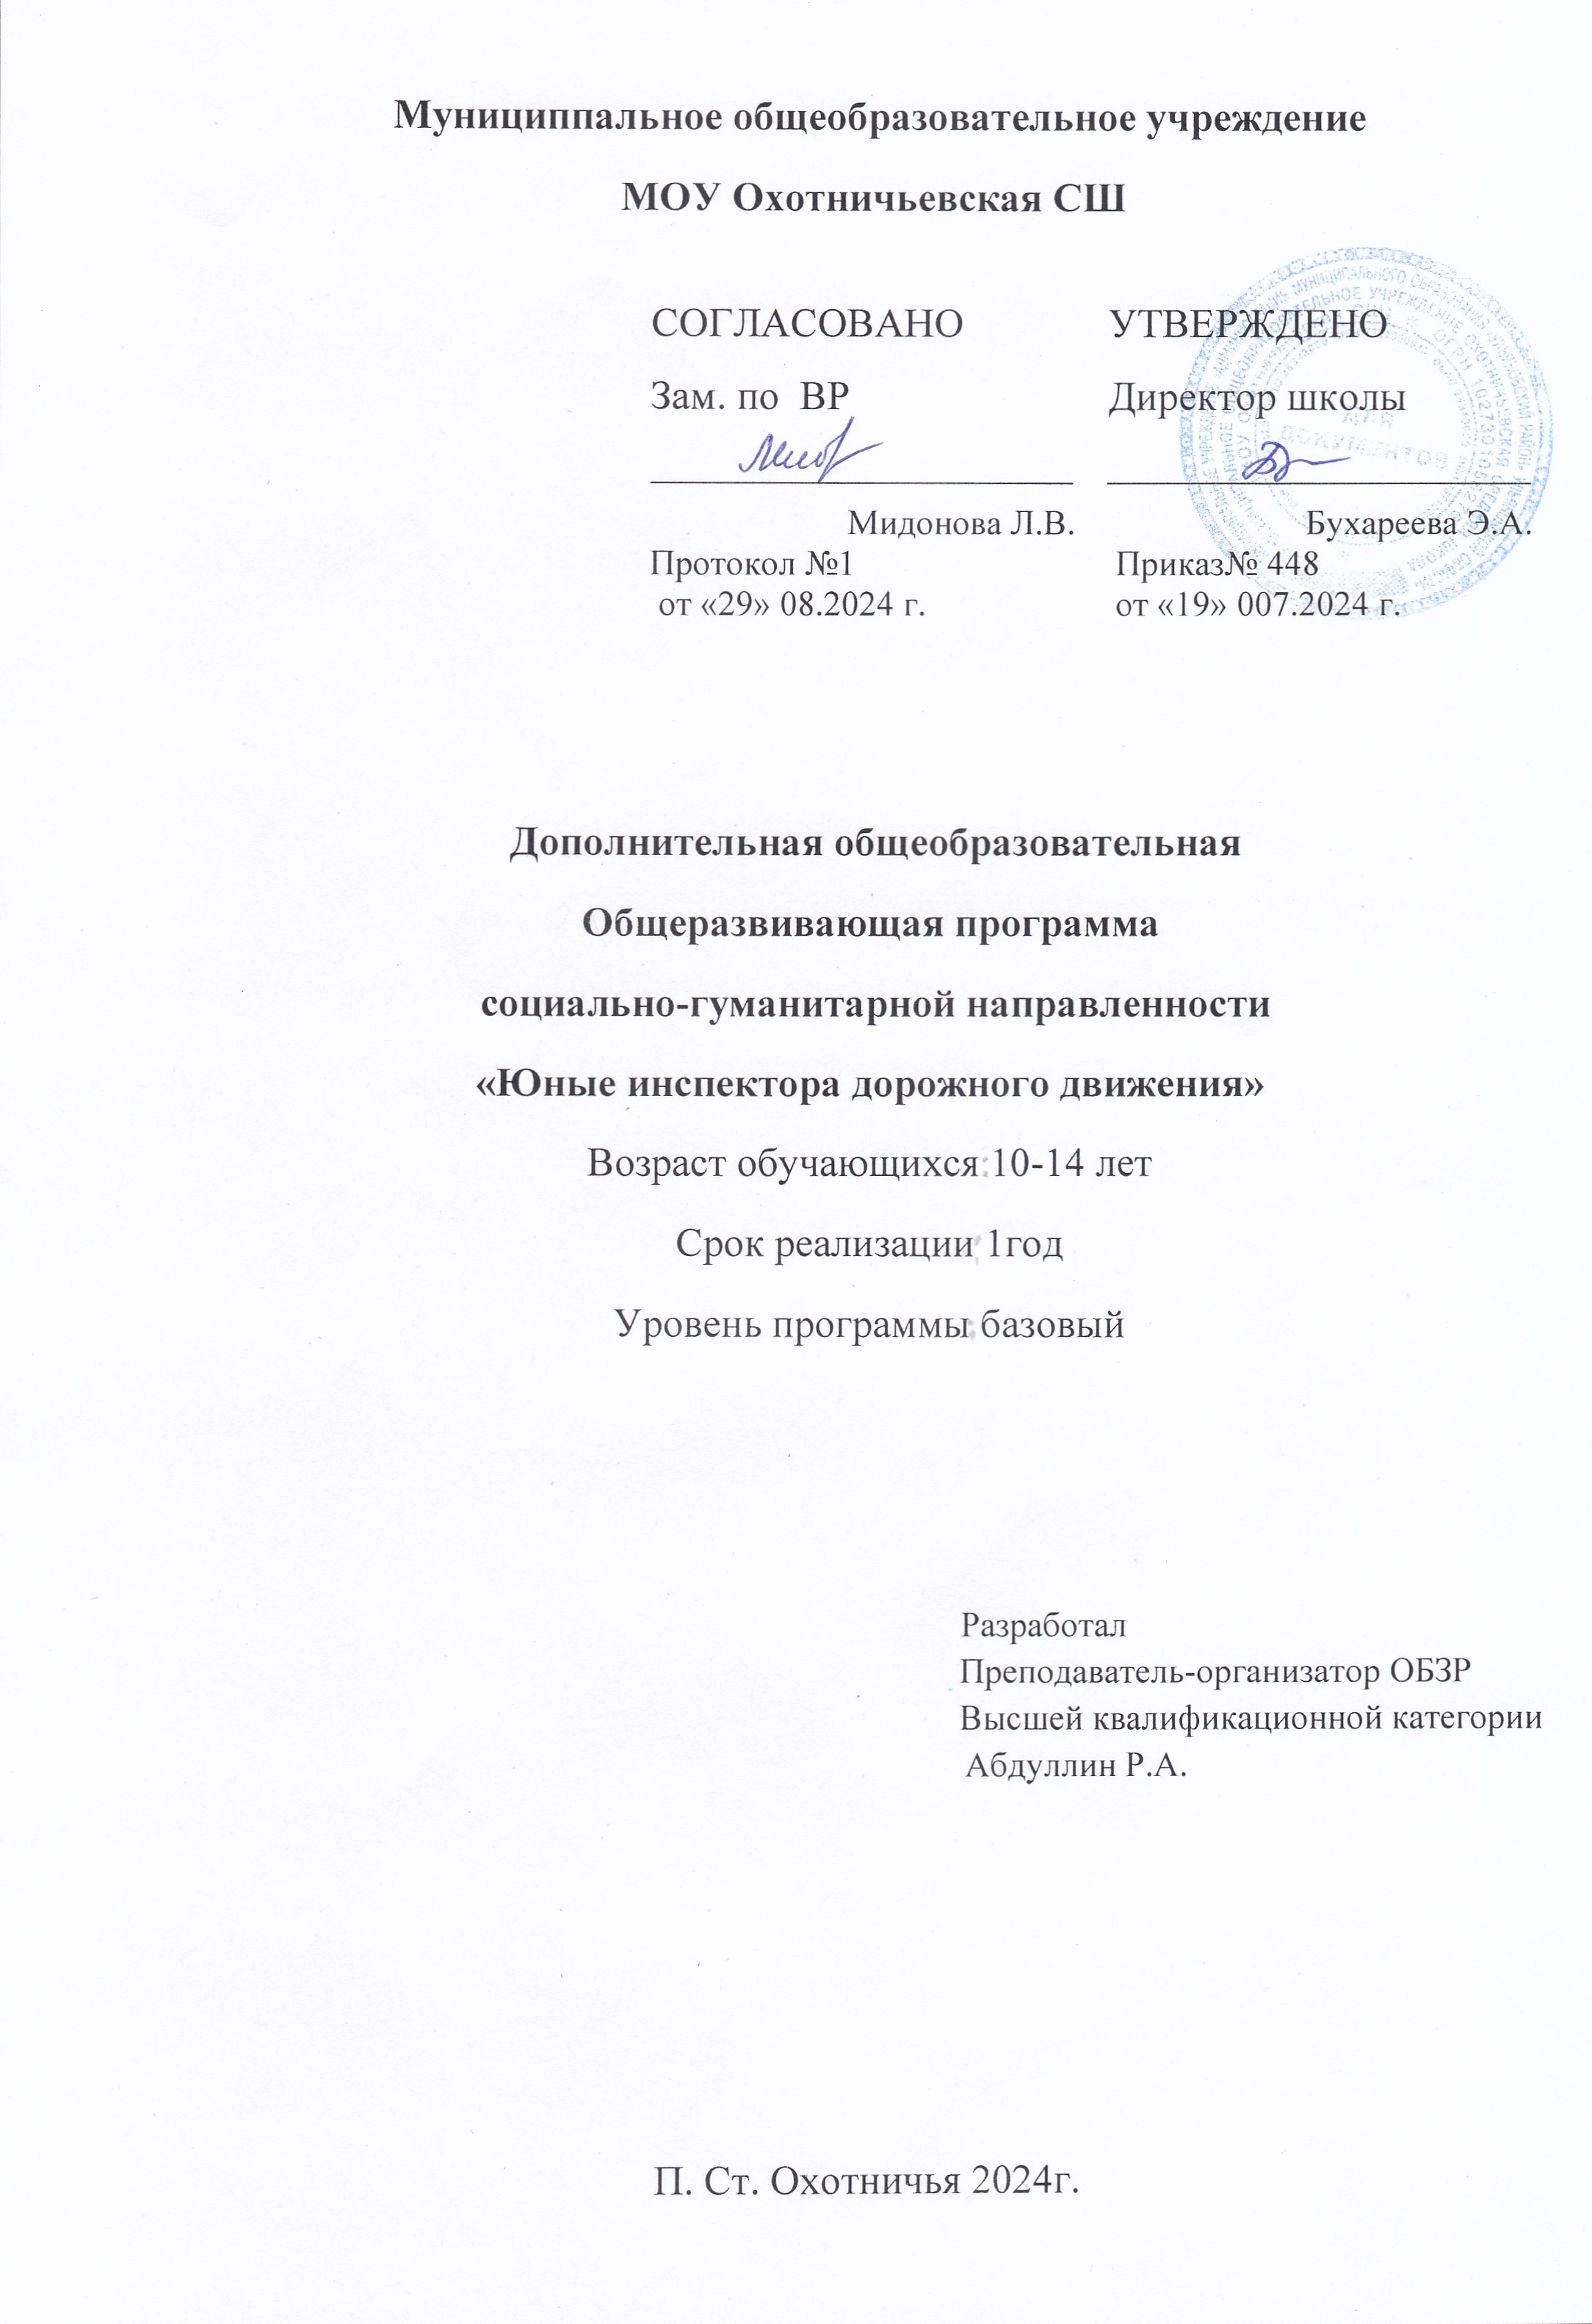 Мунициппальное общеобразовательное учреждение
МОУ Охотничьевская СШ
СОГЛАСОВАНО
Зам. по ВР
Мидонова Л.В.
Протокол №1
от «29» 08.2024 г.
УТВЕРЖДЕНО
Директор школы
Бухареева Э.А.
Приказ№ 448
от «19» 007.2024 г.
ДЛЯ
ДОКУМЕНТОВ
Дополнительная общеобразовательная
Общеразвивающая программа
социально-гуманитарной направленности
«Юные инспектора дорожного движения»
Возраст обучающихся:10-14 лет
Срок реализации 1год
Уровень программы базовый
Разработал
Преподаватель-организатор ОБЗР
Высшей квалификационной категории
Абдуллин Р.А.
П. Ст. Охотничья 2024г.